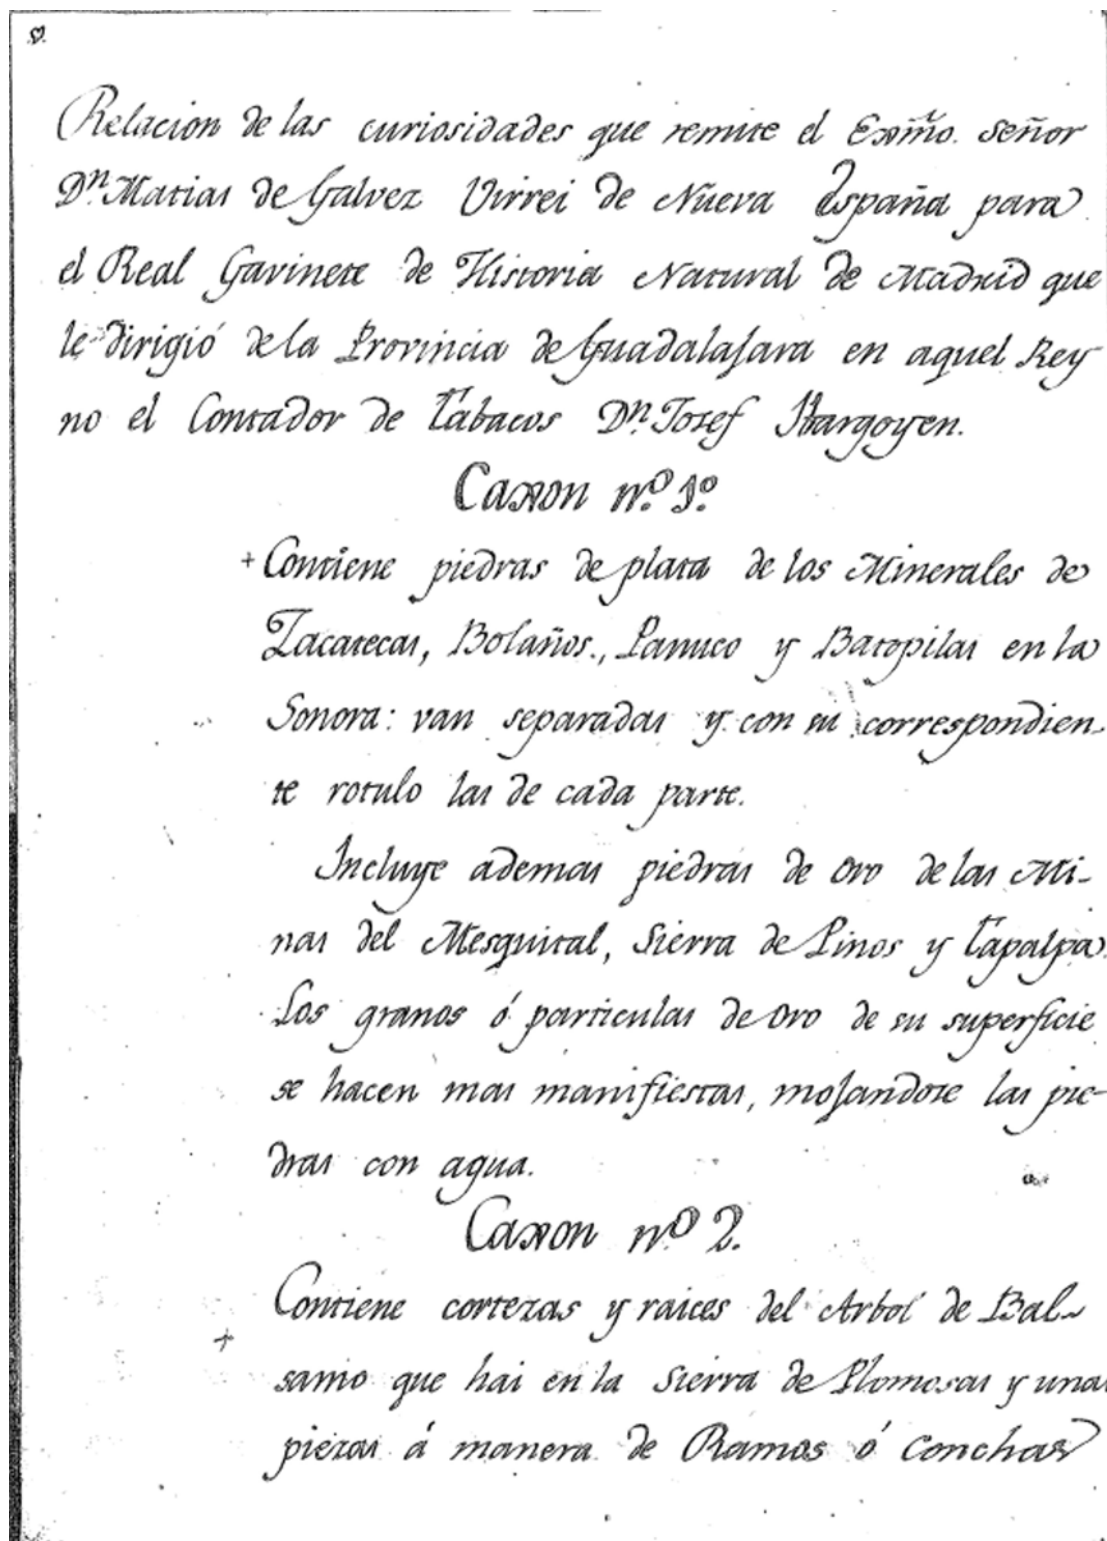 Relacion de las curiosidades que remite el Exmõ. señor
Dn. Matias de Galvez Virrei de Nueva España para
el Real Gavinete de Historia Natural de Madrid que
le dirigió de la Provincia de Guadalajara en aquel Rey
no el Contador de Tabacos Dn. Josef Ybargoyen.
Caxon nº. 1º.
+ Contiene piedras de plata de los Minerales de
Zacatecas, Bolaños., Panuco y Batopilas en la
Sonora: van separadas y con su correspondien-
te rotulo las de cada parte.
Incluye ademas piedras de oro de las Mi-
nas del Mesquital, Sierra de Pinos y Tapalpa.
Los granos ó particulas de oro de su superficie
se hacen mas manifiestas, mojandose las pie-
dras con agua.
Caxon nº 2.
Contiene cortezas y raices del Arbol de Bal-
+ samo que hai en la Sierra de Plomosas y unas
piezas á manera de Ramos ó Conchas